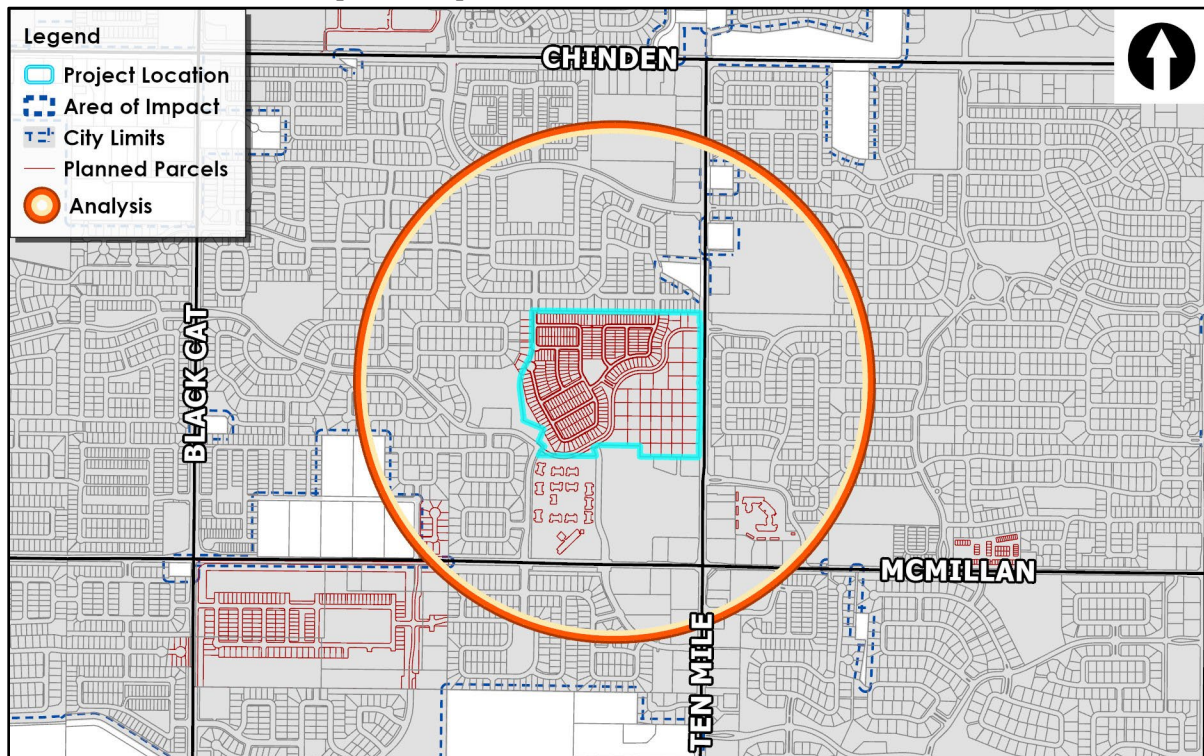 Legend
Project Location
Area of Impact
City Limits
Planned Parcels
Analysis
CHINDEN
BLACK CAT
MCMILLAN
TEN MILE